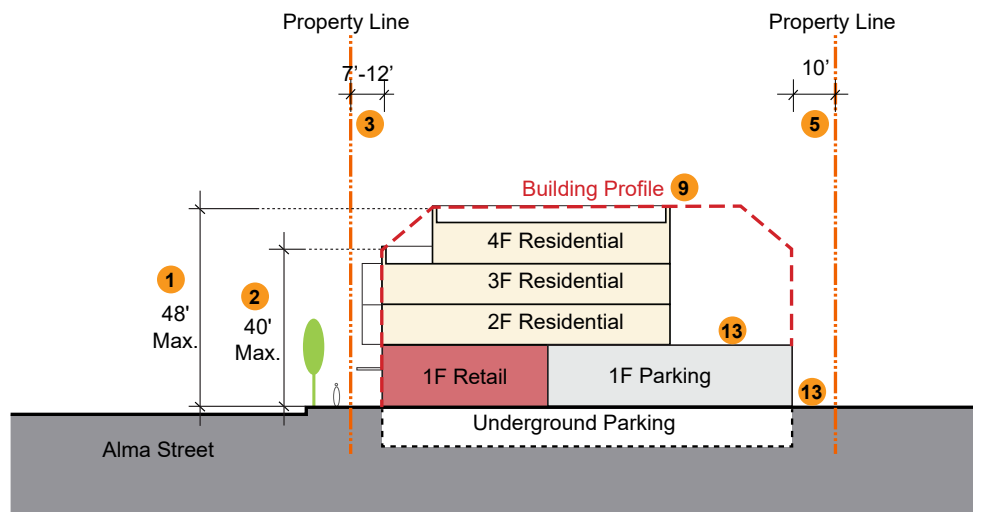 Property Line
Property Line
7’-12’
10’
3
5
Building Profile 9
4F Residential
1
3F Residential
2
48'
Max.
40'
Max.
2F Residential
13
1F Retail
1F Parking
13
Underground Parking
Alma Street